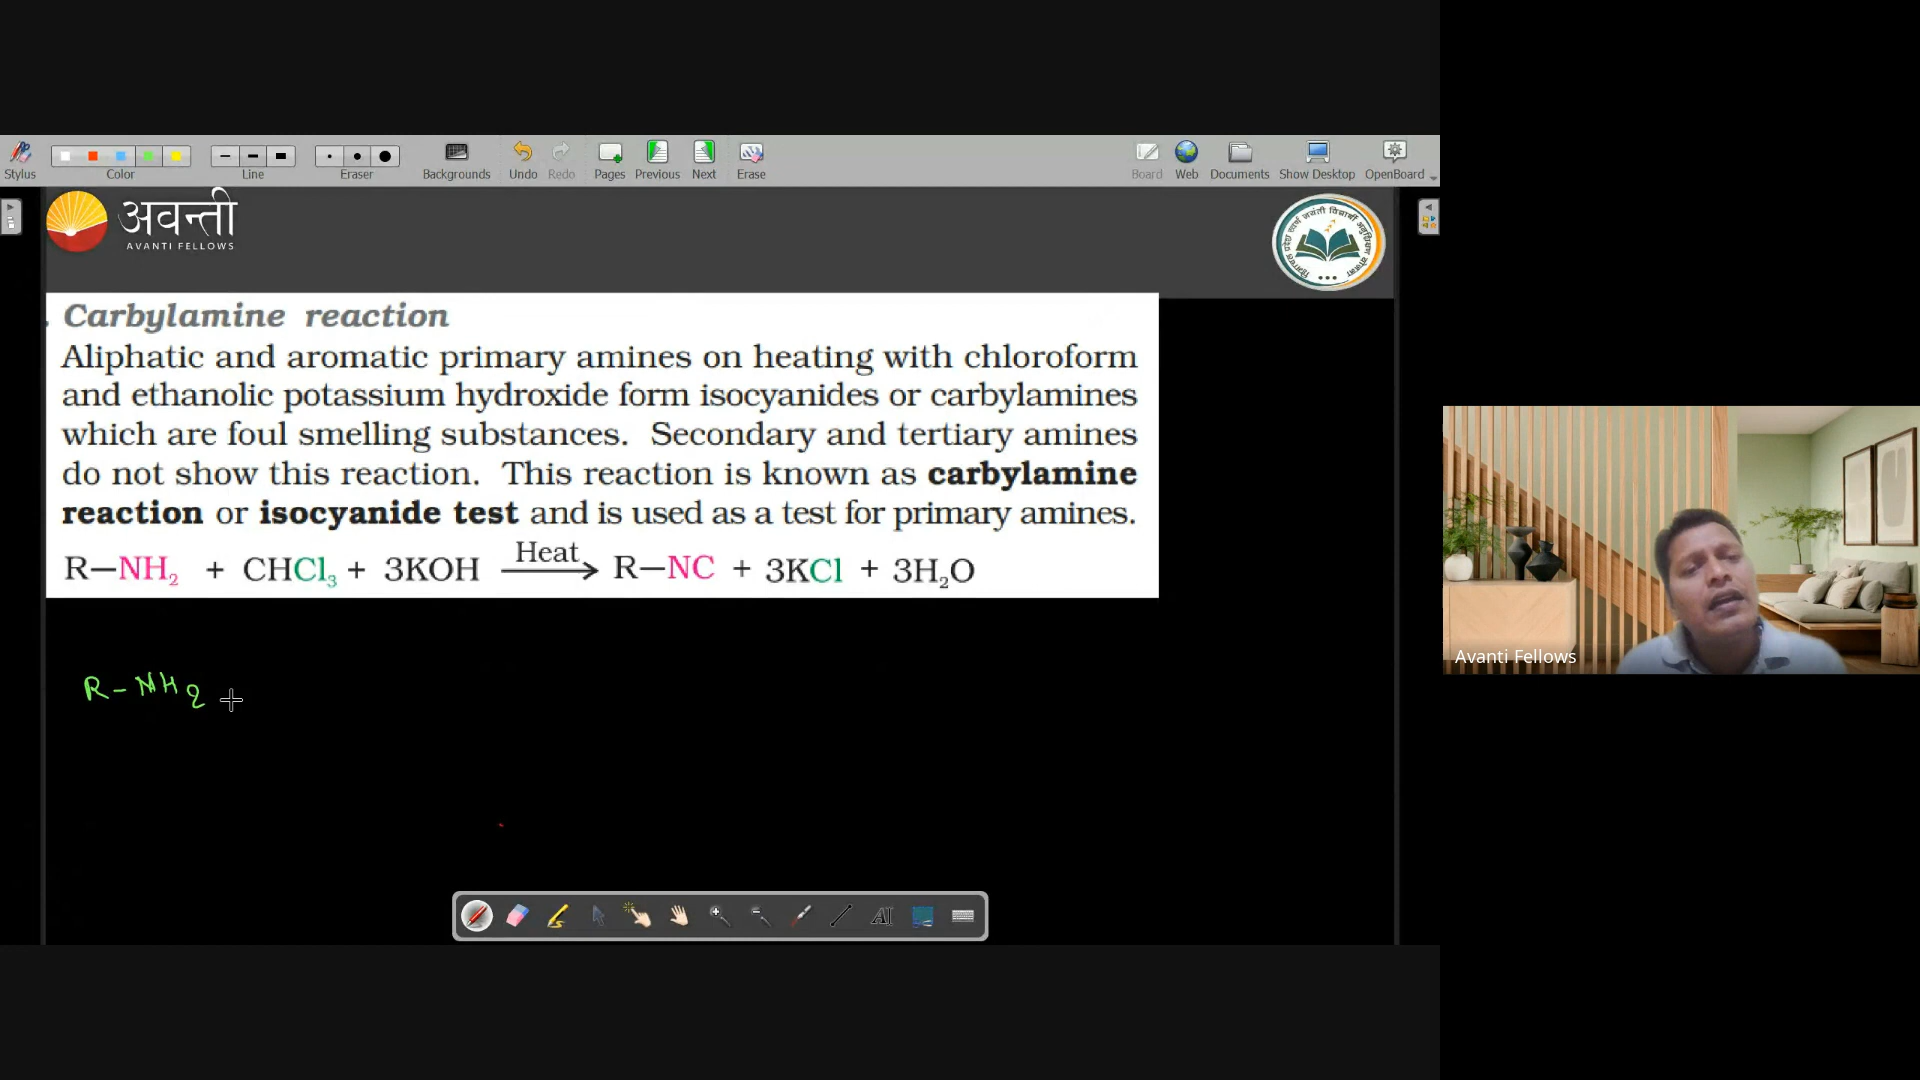 Stylus
Color
Line
Eraser
Backgrounds
Undo
Redo
Pages
Previous
Next
Erase
Board
Web
Documents
Show Desktop
OpenBoard
अवन्ती
AVANTI FELLOWS
Carbylamine reaction
Aliphatic and aromatic primary amines on heating with chloroform
and ethanolic potassium hydroxide form isocyanides or carbylamines
which are foul smelling substances. Secondary and tertiary amines
do not show this reaction. This reaction is known as carbylamine
reaction or isocyanide test and is used as a test for primary amines.
R—NH₂ + CHCl₃ + 3KOH Heat→ R—NC + 3KCl + 3H₂O
R-NH₂
Avanti Fellows